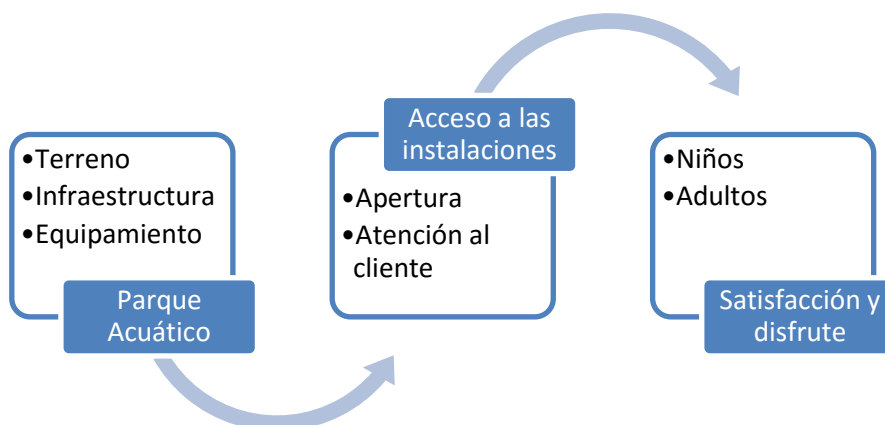 •Terreno
•Infraestructura
•Equipamiento
Parque
Acuático
Acceso a las
instalaciones
•Apertura
•Atención al
cliente
•Niños
•Adultos
Satisfacción y
disfrute